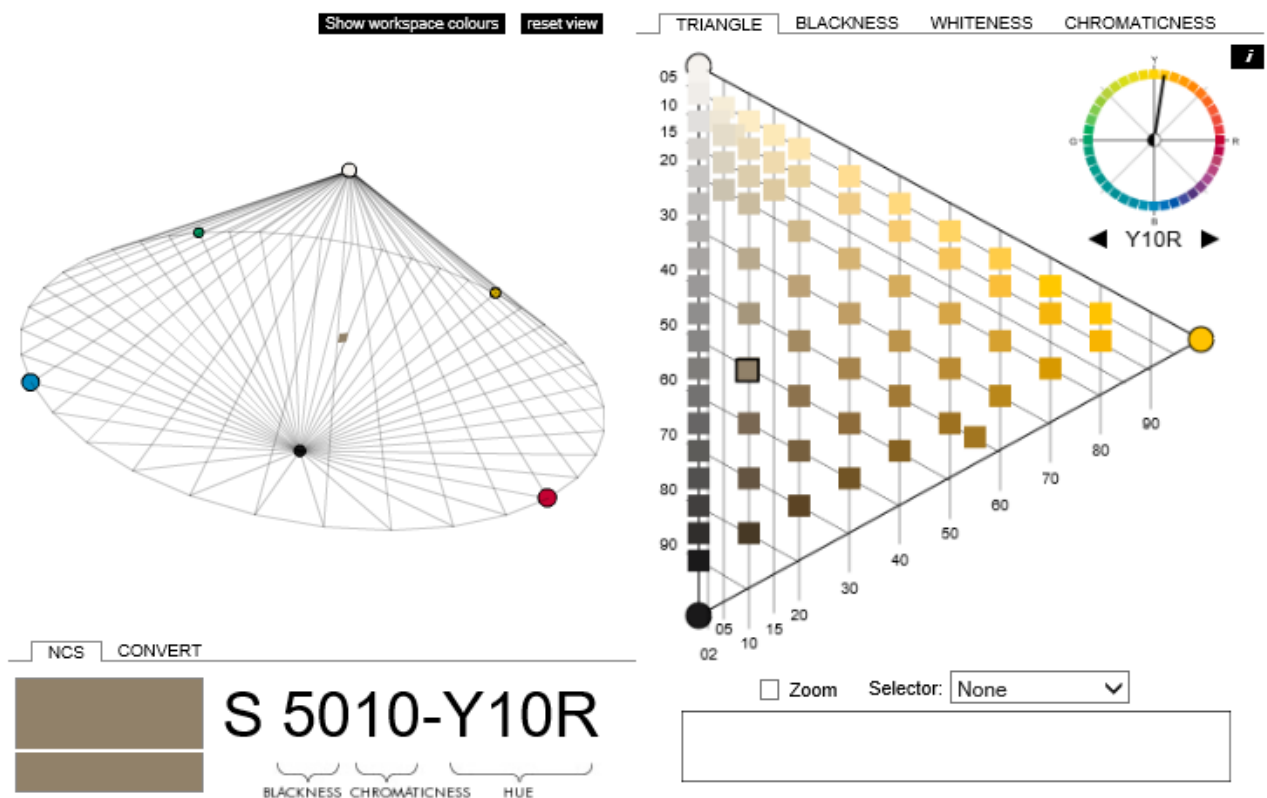 Show workspace colours
reset view
TRIANGLE BLACKNESS WHITENESS CHROMATICNESS
i
05
10
15
20
30
40
50
60
70
80
90
02
05
10
15
20
30
40
50
60
70
80
90
Y
G
R
B
◀ Y10R ▶
NCS CONVERT
S 5010-Y10R
BLACKNESS CHROMATICNESS HUE
Zoom Selector: None